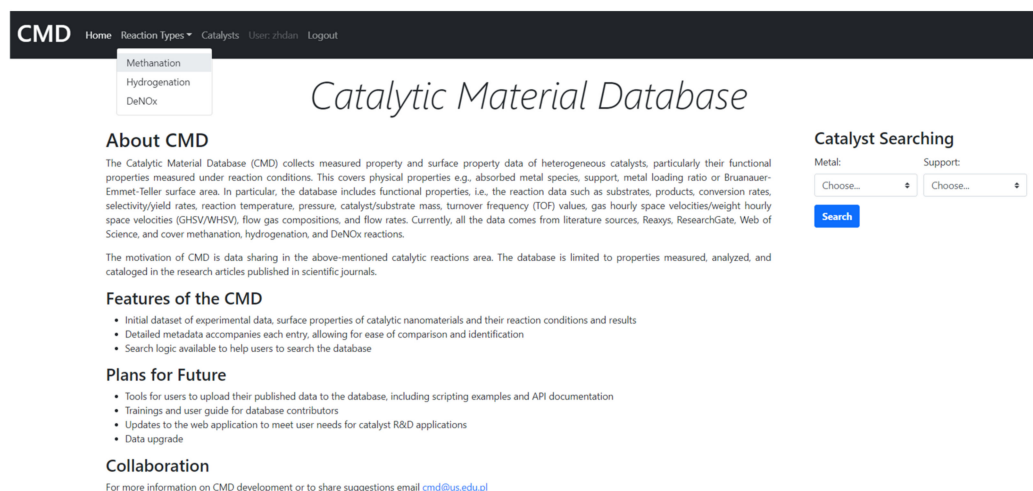 CMD Home Reaction Types Catalysts User: zhdan Logout
Methanation
Hydrogenation
DeNOx
Catalytic Material Database
About CMD
The Catalytic Material Database (CMD) collects measured property and surface property data of heterogeneous catalysts, particularly their functional
properties measured under reaction conditions. This covers physical properties e.g., absorbed metal species, support, metal loading ratio or Bruanauer-
Emmet-Teller surface area. In particular, the database includes functional properties, i.e., the reaction data such as substrates, products, conversion rates,
selectivity/yield rates, reaction temperature, pressure, catalyst/substrate mass, turnover frequency (TOF) values, gas hourly space velocities/weight hourly
space velocities (GHSV/WHSV), flow gas compositions, and flow rates. Currently, all the data comes from literature sources, Reaxys, ResearchGate, Web of
Science, and cover methanation, hydrogenation, and DeNOx reactions.
The motivation of CMD is data sharing in the above-mentioned catalytic reactions area. The database is limited to properties measured, analyzed, and
cataloged in the research articles published in scientific journals.
Features of the CMD
• Initial dataset of experimental data, surface properties of catalytic nanomaterials and their reaction conditions and results
• Detailed metadata accompanies each entry, allowing for ease of comparison and identification
• Search logic available to help users to search the database
Plans for Future
• Tools for users to upload their published data to the database, including scripting examples and API documentation
• Trainings and user guide for database contributors
• Updates to the web application to meet user needs for catalyst R&D applications
• Data upgrade
Collaboration
For more information on CMD development or to share suggestions email cmd@us.edu.pl
Catalyst Searching
Metal: Support:
Choose... Choose...
Search